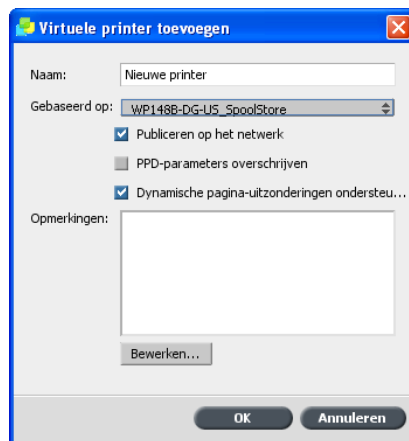 Virtuele printer toevoegen
Naam: Nieuwe printer
Gebaseerd op: WP148B-DG-US_SpoolStore
Publiceren op het netwerk
PPD-parameters overschrijven
Dynamische pagina-uitzonderingen ondersteu...
Opmerkingen:
Bewerken...
OK Annuleren